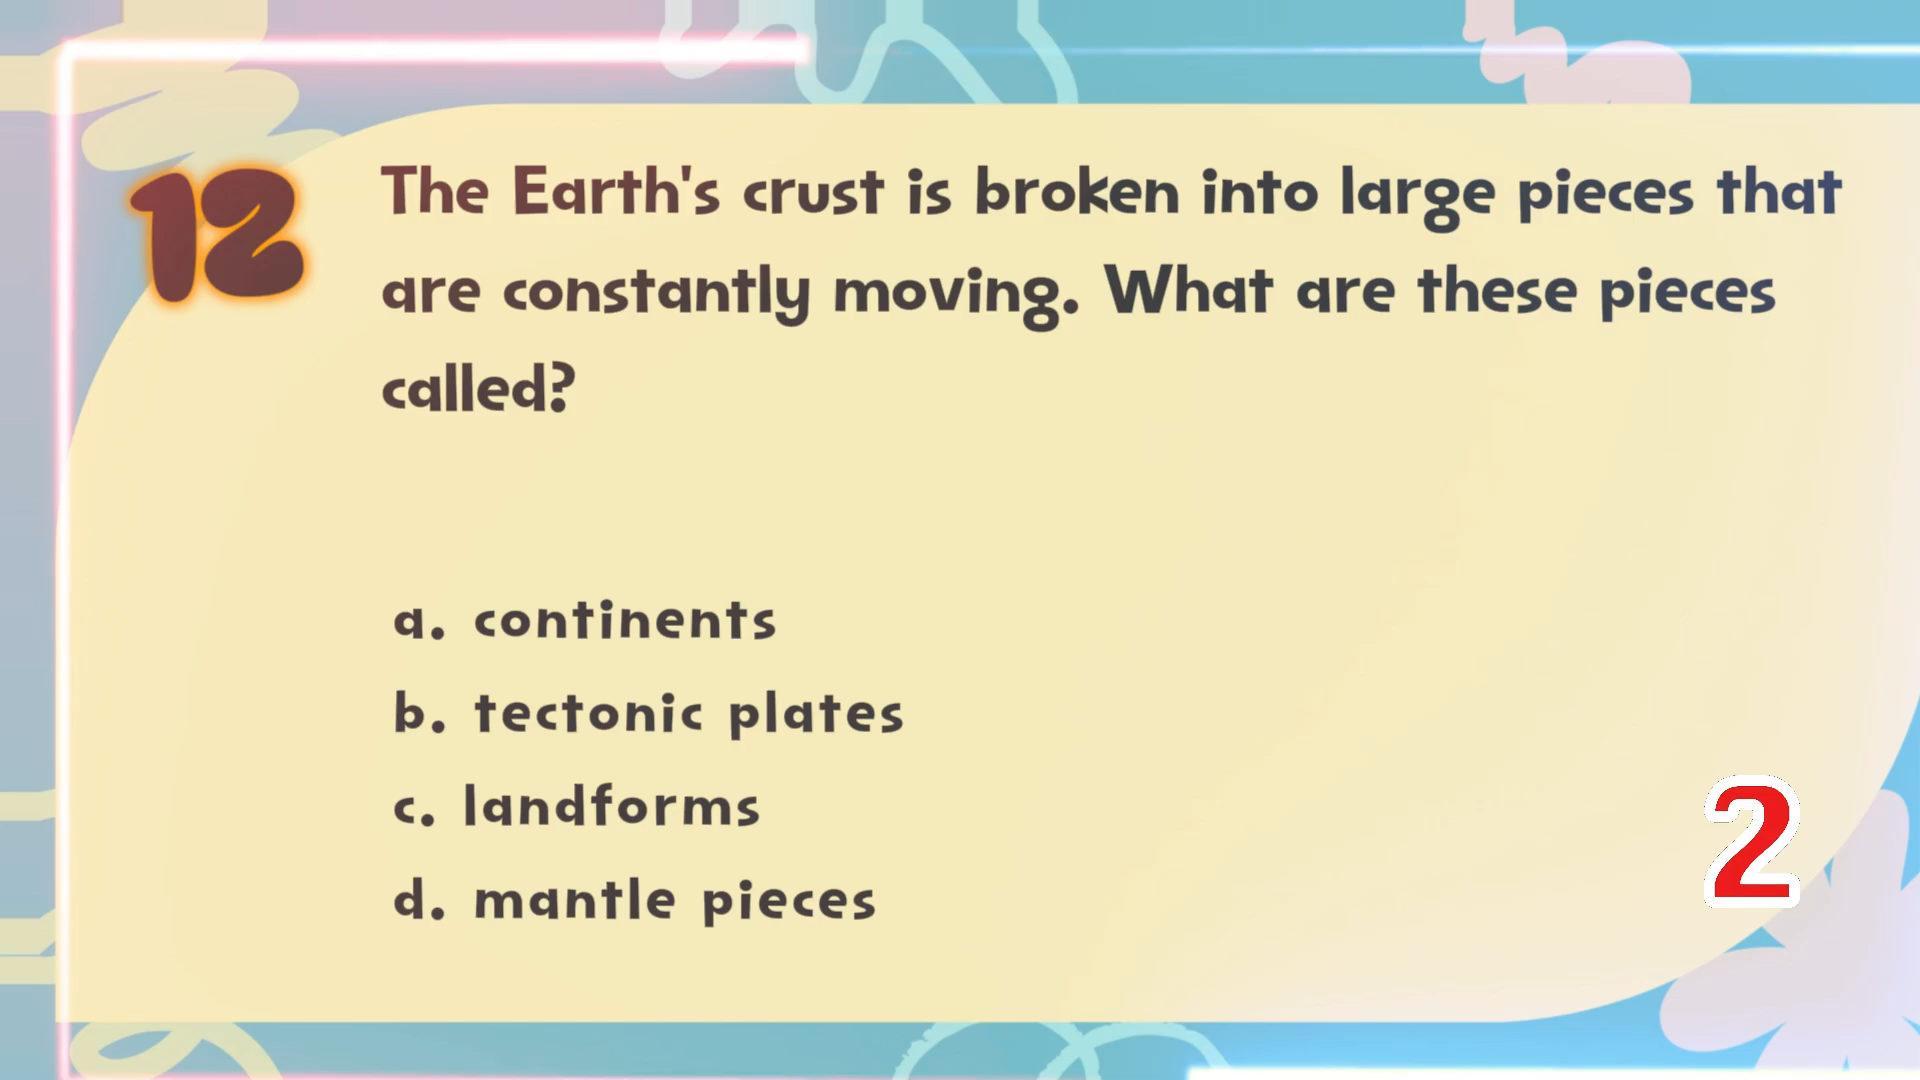 12
The Earth's crust is broken into large pieces that
are constantly moving. What are these pieces
called?
a. continents
b. tectonic plates
c. landforms
d. mantle pieces
2